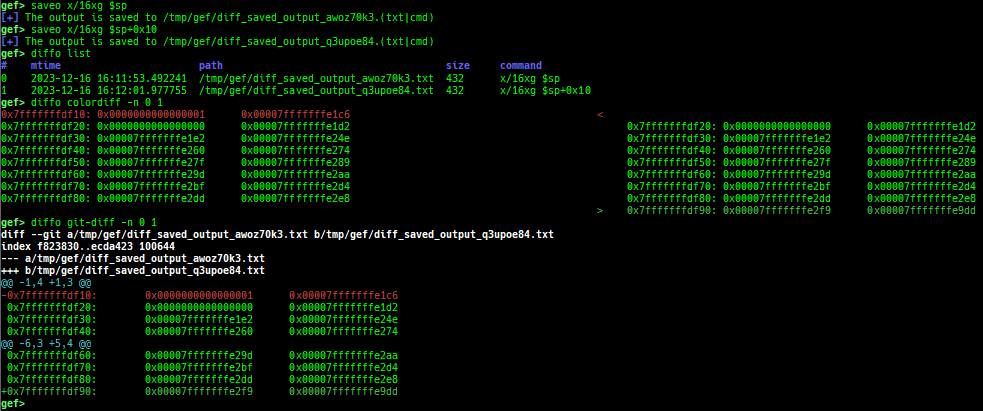 gef> saveo x/16xg $sp
[+] The output is saved to /tmp/gef/diff_saved_output_awoz70k3.(txt|cmd)
gef> saveo x/16xg $sp+0x10
[+] The output is saved to /tmp/gef/diff_saved_output_q3upoe84.(txt|cmd)
gef> diffo list
#    mtime                       path                                     size     command
0    2023-12-16 16:11:53.492241  /tmp/gef/diff_saved_output_awoz70k3.txt  432      x/16xg $sp
1    2023-12-16 16:12:01.977755  /tmp/gef/diff_saved_output_q3upoe84.txt  432      x/16xg $sp+0x10
gef> diffo colordiff -n 0 1
0x7fffffffdf10: 0x0000000000000001      0x00007fffffffe1c6                                         <
0x7fffffffdf20: 0x0000000000000000      0x00007fffffffe1d2                                              0x7fffffffdf20: 0x0000000000000000      0x00007fffffffe1d2
0x7fffffffdf30: 0x00007fffffffe1e2      0x00007fffffffe24e                                              0x7fffffffdf30: 0x00007fffffffe1e2      0x00007fffffffe24e
0x7fffffffdf40: 0x00007fffffffe260      0x00007fffffffe274                                              0x7fffffffdf40: 0x00007fffffffe260      0x00007fffffffe274
0x7fffffffdf50: 0x00007fffffffe27f      0x00007fffffffe289                                              0x7fffffffdf50: 0x00007fffffffe27f      0x00007fffffffe289
0x7fffffffdf60: 0x00007fffffffe29d      0x00007fffffffe2aa                                              0x7fffffffdf60: 0x00007fffffffe29d      0x00007fffffffe2aa
0x7fffffffdf70: 0x00007fffffffe2bf      0x00007fffffffe2d4                                              0x7fffffffdf70: 0x00007fffffffe2bf      0x00007fffffffe2d4
0x7fffffffdf80: 0x00007fffffffe2dd      0x00007fffffffe2e8                                              0x7fffffffdf80: 0x00007fffffffe2dd      0x00007fffffffe2e8
                                                                                                   >    0x7fffffffdf90: 0x00007fffffffe2f9      0x00007fffffffe9dd
gef> diffo git-diff -n 0 1
diff --git a/tmp/gef/diff_saved_output_awoz70k3.txt b/tmp/gef/diff_saved_output_q3upoe84.txt
index f823830..ecda423 100644
--- a/tmp/gef/diff_saved_output_awoz70k3.txt
+++ b/tmp/gef/diff_saved_output_q3upoe84.txt
@@ -1,4 +1,3 @@
-0x7fffffffdf10:        0x0000000000000001      0x00007fffffffe1c6
 0x7fffffffdf20:        0x0000000000000000      0x00007fffffffe1d2
 0x7fffffffdf30:        0x00007fffffffe1e2      0x00007fffffffe24e
 0x7fffffffdf40:        0x00007fffffffe260      0x00007fffffffe274
@@ -6,3 +5,4 @@
 0x7fffffffdf60:        0x00007fffffffe29d      0x00007fffffffe2aa
 0x7fffffffdf70:        0x00007fffffffe2bf      0x00007fffffffe2d4
 0x7fffffffdf80:        0x00007fffffffe2dd      0x00007fffffffe2e8
+0x7fffffffdf90:        0x00007fffffffe2f9      0x00007fffffffe9dd
gef>